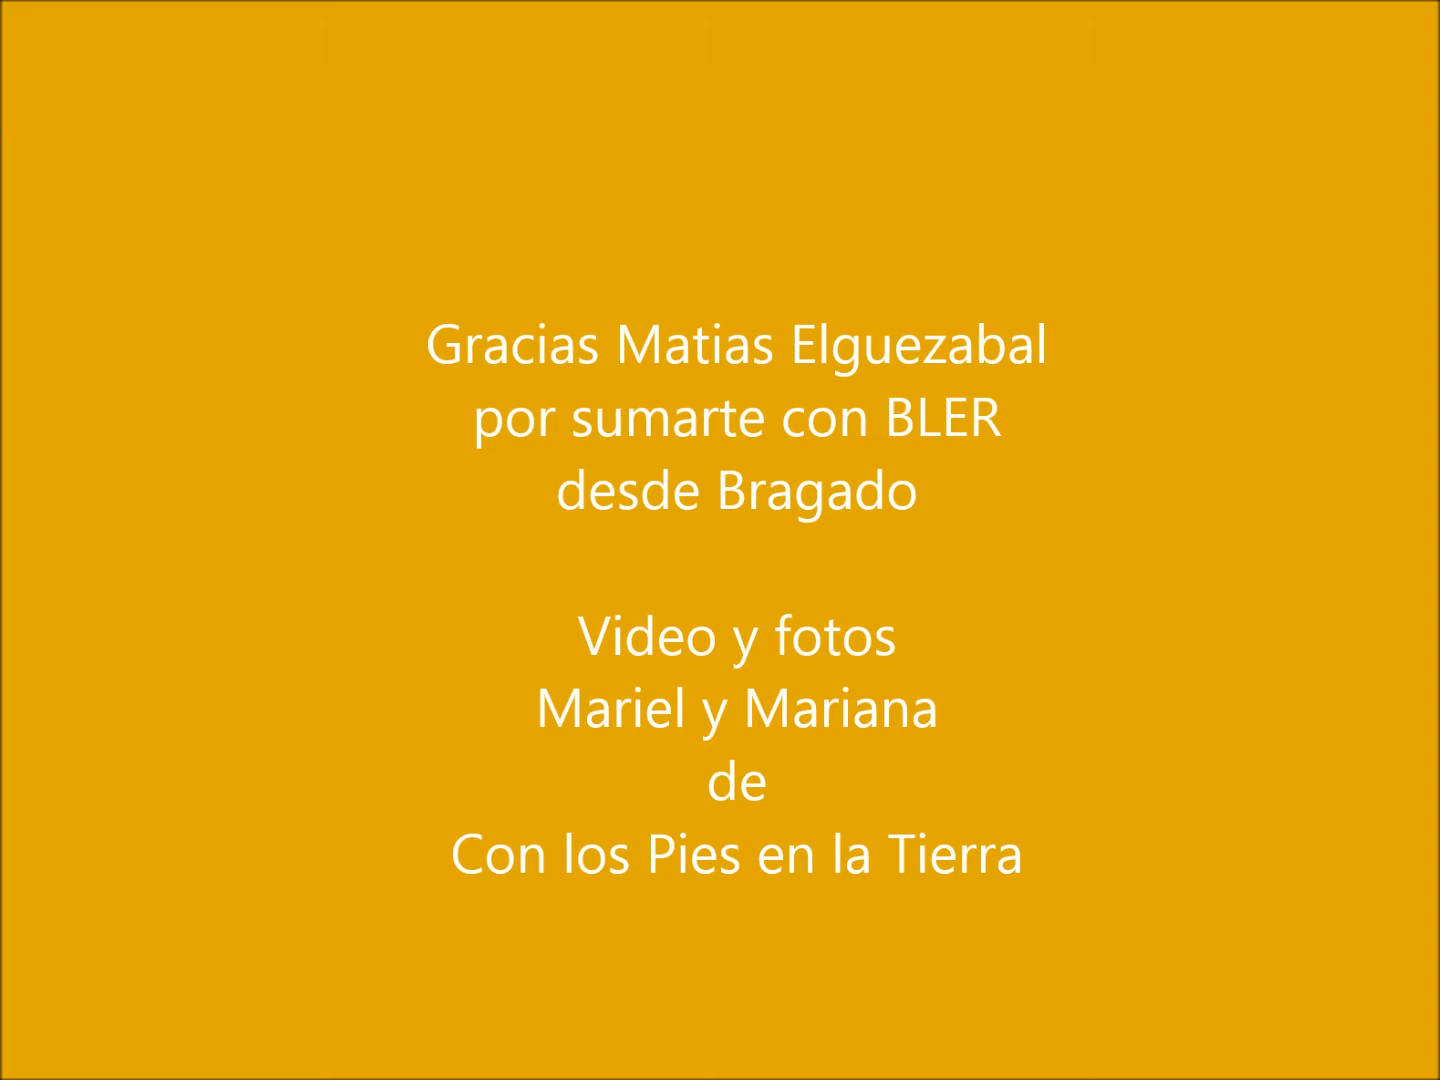 Gracias Matias Elguezabal
por sumarte con BLER
desde Bragado
Video y fotos
Mariel y Mariana
de
Con los Pies en la Tierra